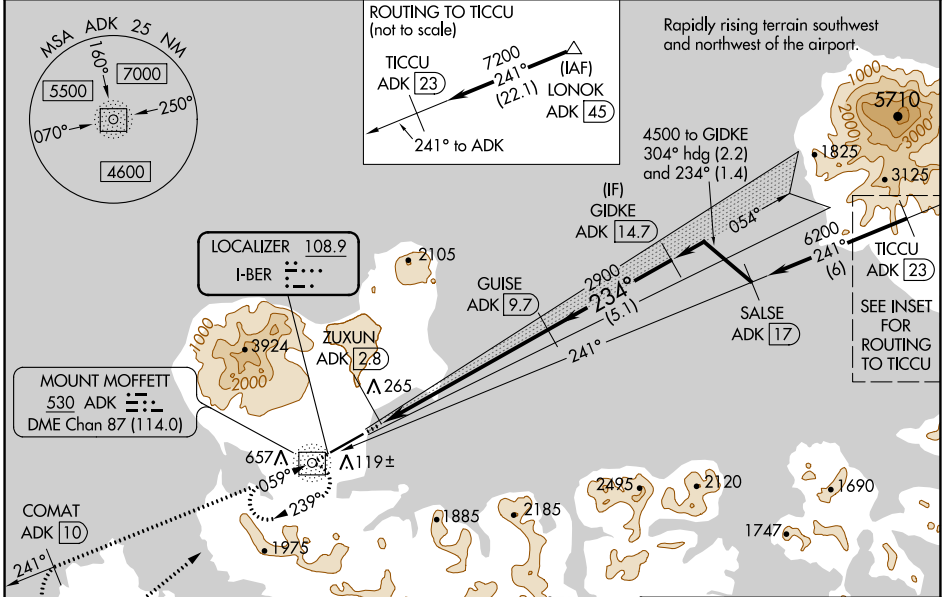 MSA ADK 25 NM
160°
5500
7000
070°
250°
4600
ROUTING TO TICCU
(not to scale)
TICCU
ADK 23
7200
241°
(22.1)
(IAF)
LONOK
ADK 45
241° to ADK
Rapidly rising terrain southwest
and northwest of the airport.
1000
5710
2000
3000
1825
3125
4500 to GIDKE
304° hdg (2.2)
and 234° (1.4)
(IF)
GIDKE
ADK 14.7
054°
6200
241°
(6)
TICCU
ADK 23
SEE INSET
FOR
ROUTING
TO TICCU
SALSE
ADK 17
LOCALIZER 108.9
I-BER
2105
GUISE
ADK 9.7
2900
234°
(5.1)
241°
1000
3924
2000
ZUXUN
ADK 2.8
265
MOUNT MOFFETT
530 ADK
DME Chan 87 (114.0)
657
119±
059°
239°
COMAT
ADK 10
241°
1975
1885
2185
2495
2120
1690
1747